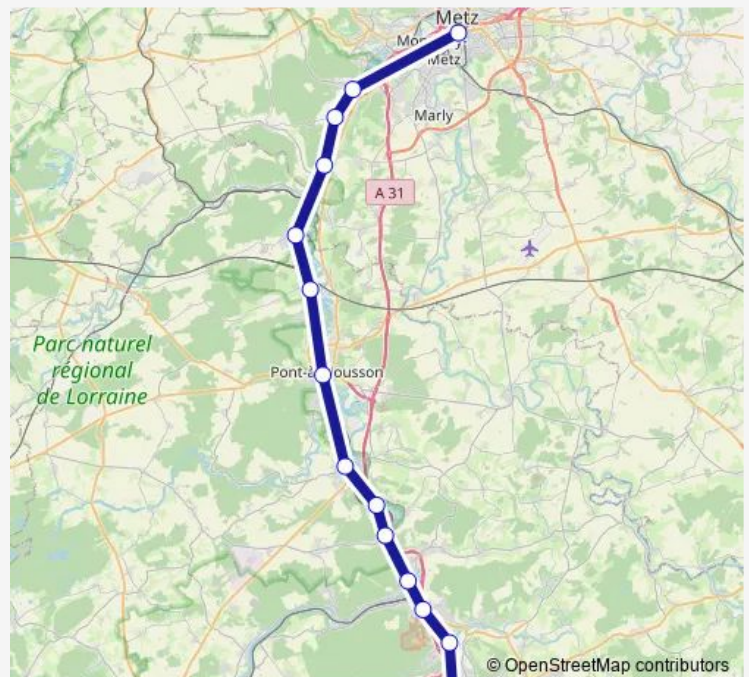 Metz
Metz
Marly
A 31
Parc naturel
régional
de Lorraine
© OpenStreetMap contributors